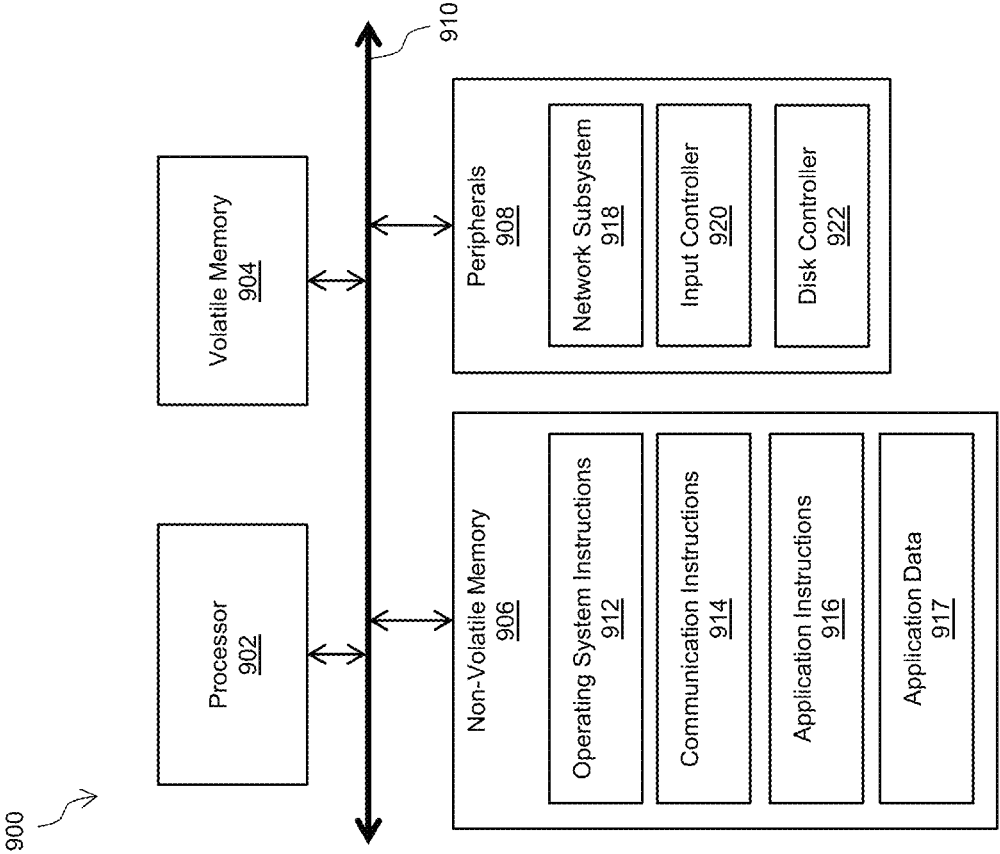 900
Processor
902
Volatile Memory
904
910
Non-Volatile Memory
906
Operating System Instructions
912
Communication Instructions
914
Application Instructions
916
Application Data
917
Peripherals
908
Network Subsystem
918
Input Controller
920
Disk Controller
922